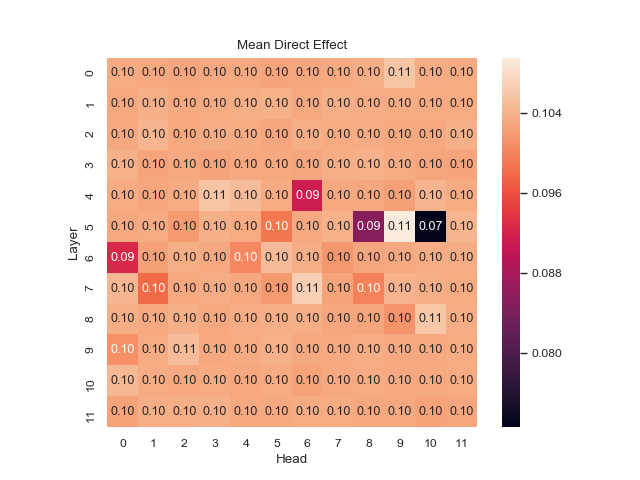 Mean Direct Effect
0 0.10 0.10 0.10 0.10 0.10 0.10 0.10 0.10 0.10 0.11 0.10 0.10
1 0.10 0.10 0.10 0.10 0.10 0.10 0.10 0.10 0.10 0.10 0.10 0.10
2 0.10 0.10 0.10 0.10 0.10 0.10 0.10 0.10 0.10 0.10 0.10 0.10
3 0.10 0.10 0.10 0.10 0.10 0.10 0.10 0.10 0.10 0.10 0.10 0.10
4 0.10 0.10 0.10 0.11 0.10 0.10 0.09 0.10 0.10 0.10 0.10 0.10
5 0.10 0.10 0.10 0.10 0.10 0.10 0.10 0.10 0.09 0.11 0.07 0.10
6 0.09 0.10 0.10 0.10 0.10 0.10 0.10 0.10 0.10 0.10 0.10 0.10
7 0.10 0.10 0.10 0.10 0.10 0.10 0.11 0.10 0.10 0.10 0.10 0.10
8 0.10 0.10 0.10 0.10 0.10 0.10 0.10 0.10 0.10 0.10 0.11 0.10
9 0.10 0.10 0.11 0.10 0.10 0.10 0.10 0.10 0.10 0.10 0.10 0.10
10 0.10 0.10 0.10 0.10 0.10 0.10 0.10 0.10 0.10 0.10 0.10 0.10
11 0.10 0.10 0.10 0.10 0.10 0.10 0.10 0.10 0.10 0.10 0.10 0.10
Layer
0 1 2 3 4 5 6 7 8 9 10 11
Head
0.104
0.096
0.088
0.080